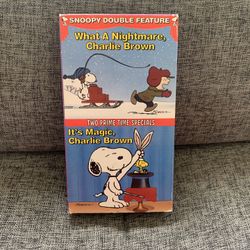 SNOOPY DOUBLE FEATURE
What A Nightmare,
Charlie Brown
TWO PRIME-TIME SPECIALS
It's Magic,
Charlie Brown